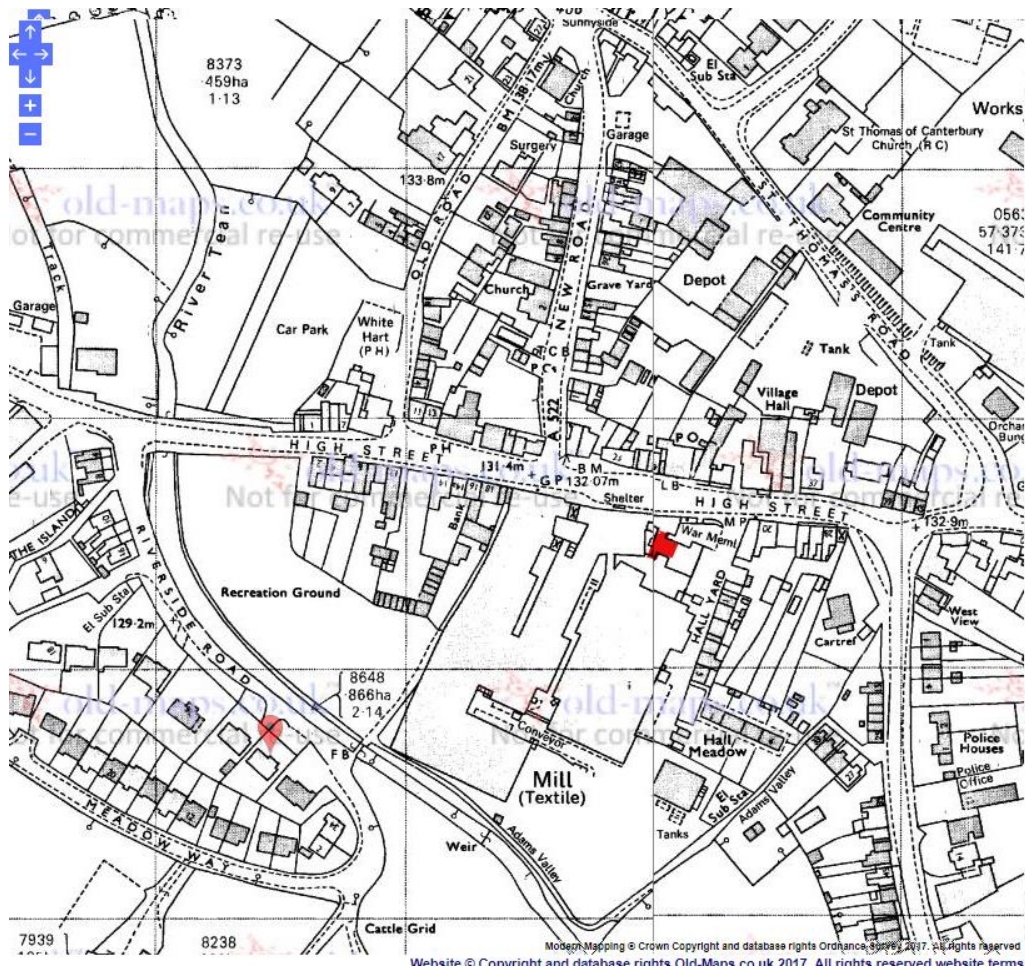 Sunnyside
8373
·459ha
1·13
El
Sub Sta
Works
BM 138·17m
Church
Garage
St Thomas of Canterbury
Church (R C)
Surgery
133·8m
old-maps.co.uk
Not for commercial re-use
OLD ROAD
NEW ROAD
A 522
ST THOMAS'S ROAD
Community
Centre
Track
River Tean
Garage
Car Park
White
Hart
(P H)
Church
Grave Yard
Depot
Tank
Tank
T C B
P Cs
Village
Hall
Depot
HIGH STREET
PH
131·4m
BM
132·07m
GP
P O
LB
Shelter
HIGH STREET
MP
War Meml
132·9m
THE ISLAND
RIVERSIDE ROAD
Bank
Recreation Ground
HALL YARD
El Sub Sta
129·2m
West
View
Cartref
8648
·866ha
2·14
Conveyor
Hall
Meadow
Police
Houses
Police
Office
FB
Mill
(Textile)
El
Sub Sta
Adams Valley
Tanks
MEADOW WAY
Weir
Adams Valley
Cattle Grid
7939
8238
Modern Mapping © Crown Copyright and database rights Ordnance Survey 2017. All rights reserved
Website © Copyright and database rights Old-Maps.co.uk 2017. All rights reserved website terms